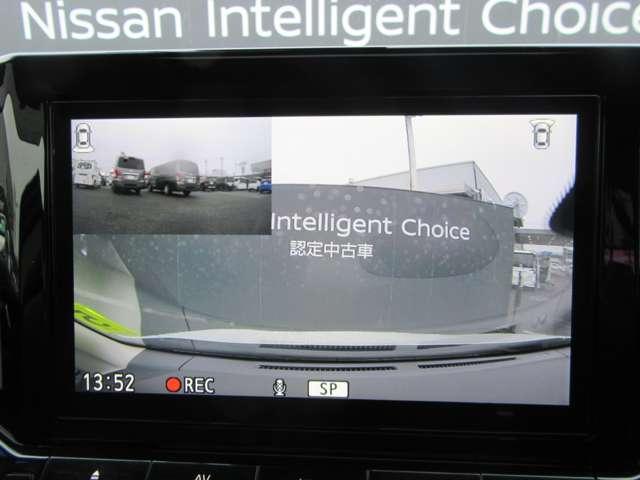 Nissan Intelligent Choice
Intelligent Choice
認定中古車
13:52 REC SP
AV